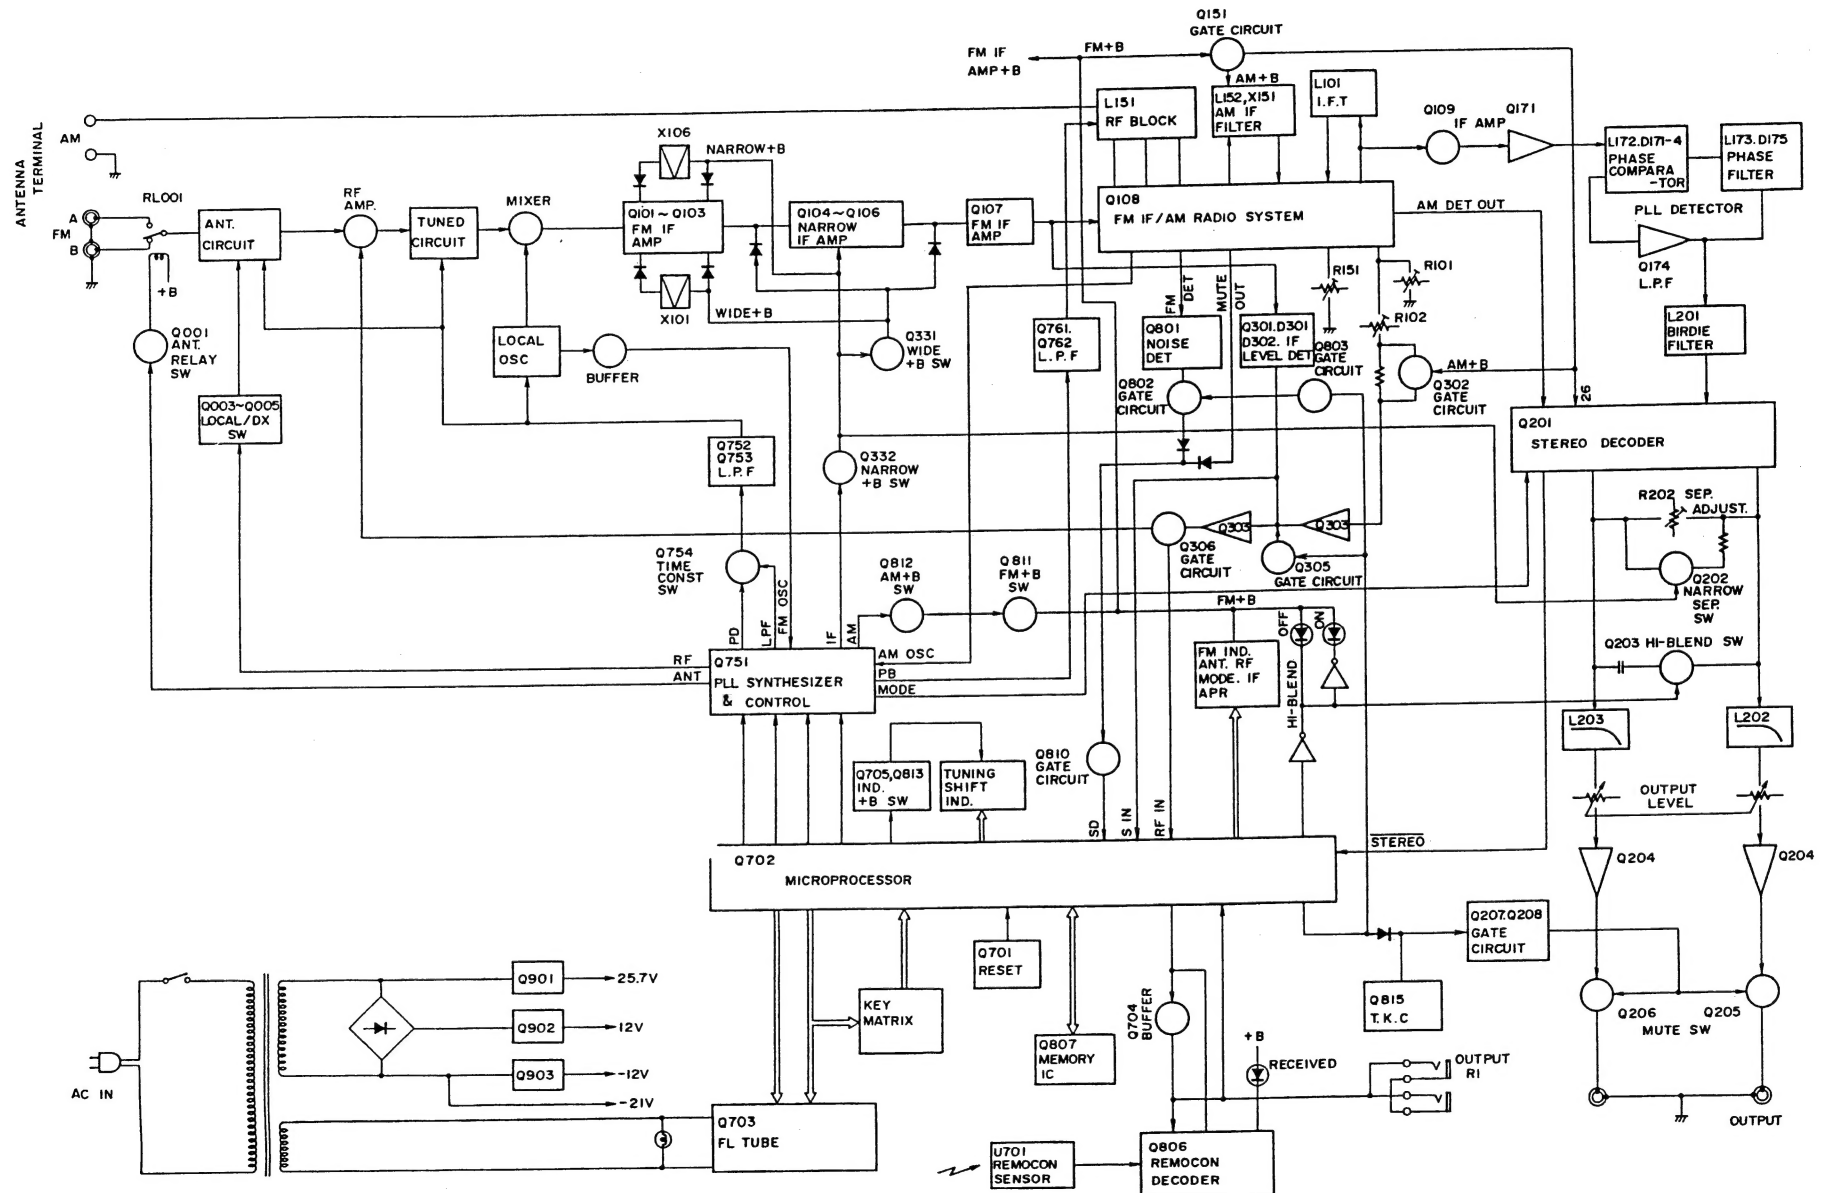 Q151
GATE CIRCUIT
FM IF
AMP+B
FM+B
AM+B
L101
I.F.T
L151
RF BLOCK
L152,X151
AM IF
FILTER
Q109
IF AMP
Q171
L172.D171-4
PHASE
COMPARA
-TOR
L173.D175
PHASE
FILTER
PLL DETECTOR
Q174
L.P.F
ANTENNA
TERMINAL
AM
A
FM
B
RL001
+B
ANT.
CIRCUIT
RF
AMP.
TUNED
CIRCUIT
MIXER
X106
NARROW+B
Q101~Q103
FM IF
AMP
X101
WIDE+B
Q104~Q106
NARROW
IF AMP
Q107
FM IF
AMP
Q108
FM IF/AM RADIO SYSTEM
AM DET OUT
Q001
ANT.
RELAY
SW
LOCAL
OSC
BUFFER
Q331
WIDE
+B SW
Q761.
Q762
L.P.F
FM
DET
MUTE
OUT
Q801
NOISE
DET
Q301.D301
D302. IF
LEVEL DET
R151
R101
R102
Q803
GATE
CIRCUIT
Q802
GATE
CIRCUIT
AM+B
Q302
GATE
CIRCUIT
26
L201
BIRDIE
FILTER
Q003~Q005
LOCAL/DX
SW
Q752
Q753
L.P.F
Q332
NARROW
+B SW
Q201
STEREO DECODER
R202 SEP.
ADJUST.
Q202
NARROW
SEP.
SW
Q203 HI-BLEND SW
Q303
Q303
Q306
GATE
CIRCUIT
Q305
GATE CIRCUIT
Q754
TIME
CONST
SW
Q812
AM+B
SW
Q811
FM+B
SW
FM+B
OFF
ON
HI-BLEND
PD
LPF
FM OSC
IF
AM
RF
ANT
Q751
PLL SYNTHESIZER
& CONTROL
AM OSC
PB
MODE
FM IND.
ANT. RF
MODE. IF
APR
L203
L202
OUTPUT
LEVEL
Q705,Q813
IND.
+B SW
TUNING
SHIFT
IND.
Q810
GATE
CIRCUIT
SD
S IN
RF IN
STEREO
Q204
Q204
Q702
MICROPROCESSOR
Q207.Q208
GATE
CIRCUIT
Q815
T.K.C
Q206
Q205
MUTE SW
OUTPUT
Q701
RESET
KEY
MATRIX
Q807
MEMORY
IC
Q704
BUFFER
+B
RECEIVED
OUTPUT
RI
AC IN
Q901
25.7V
Q902
12V
Q903
-12V
-21V
Q703
FL TUBE
U701
REMOCON
SENSOR
Q806
REMOCON
DECODER